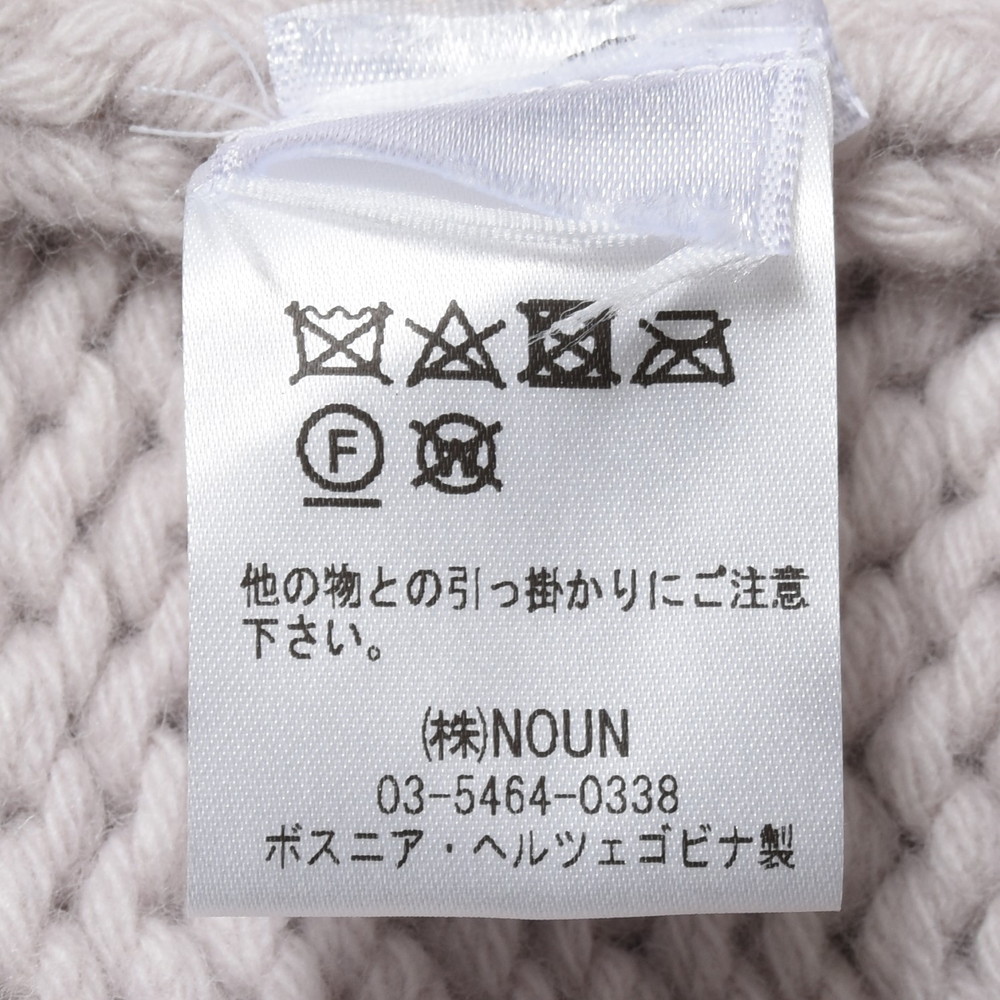 F W
他の物との引っ掛かりにご注意
下さい。
㈱NOUN
03-5464-0338
ボスニア・ヘルツェゴビナ製